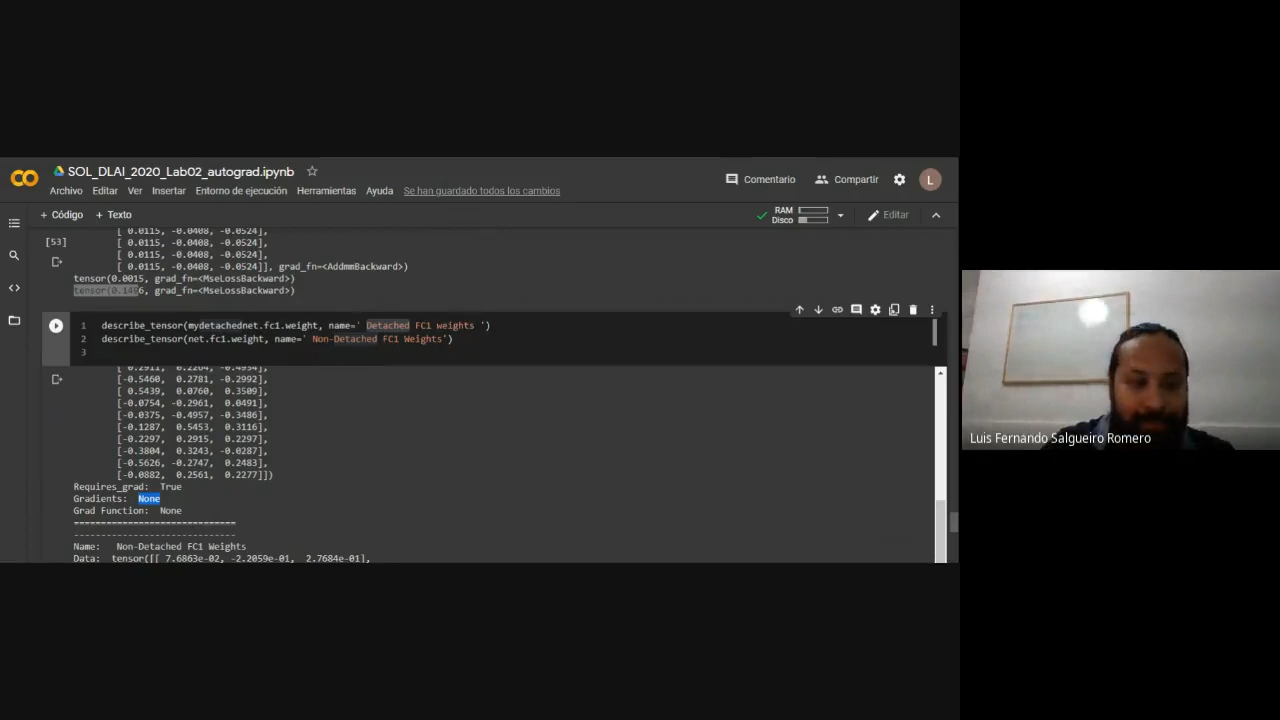 SOL_DLAI_2020_Lab02_autograd.ipynb
Comentario
Compartir
L
Archivo Editar Ver Insertar Entorno de ejecución Herramientas Ayuda Se han guardado todos los cambios
+ Código + Texto
RAM
Disco
Editar
[ 0.0115, -0.0408, -0.0524],
[53]
[ 0.0115, -0.0408, -0.0524],
[ 0.0115, -0.0408, -0.0524],
[ 0.0115, -0.0408, -0.0524]], grad_fn=<AddmmBackward>)
tensor(0.0015, grad_fn=<MseLossBackward>)
grad_fn=<MseLossBackward>)
1 describe_tensor(mydetachednet.fc1.weight, name=' Detached FC1 weights ')
2 describe_tensor(net.fc1.weight, name=' Non-Detached FC1 Weights')
3
[-0.5460, 0.2781, -0.2992],
[ 0.5439, 0.0760, 0.3509],
[-0.0754, -0.2961, 0.0491],
[-0.0375, -0.4957, -0.3486],
[-0.1287, 0.5453, 0.3116],
[-0.2297, 0.2915, 0.2297],
[-0.3804, 0.3243, -0.0287],
[-0.5626, -0.2747, 0.2483],
[-0.0882, 0.2561, 0.2277]])
Requires_grad: True
Gradients: None
Grad Function: None
==============================
------------------------------
Name: Non-Detached FC1 Weights
Data: tensor([[ 7.6863e-02, -2.2059e-01, 2.7684e-01],
Luis Fernando Salgueiro Romero